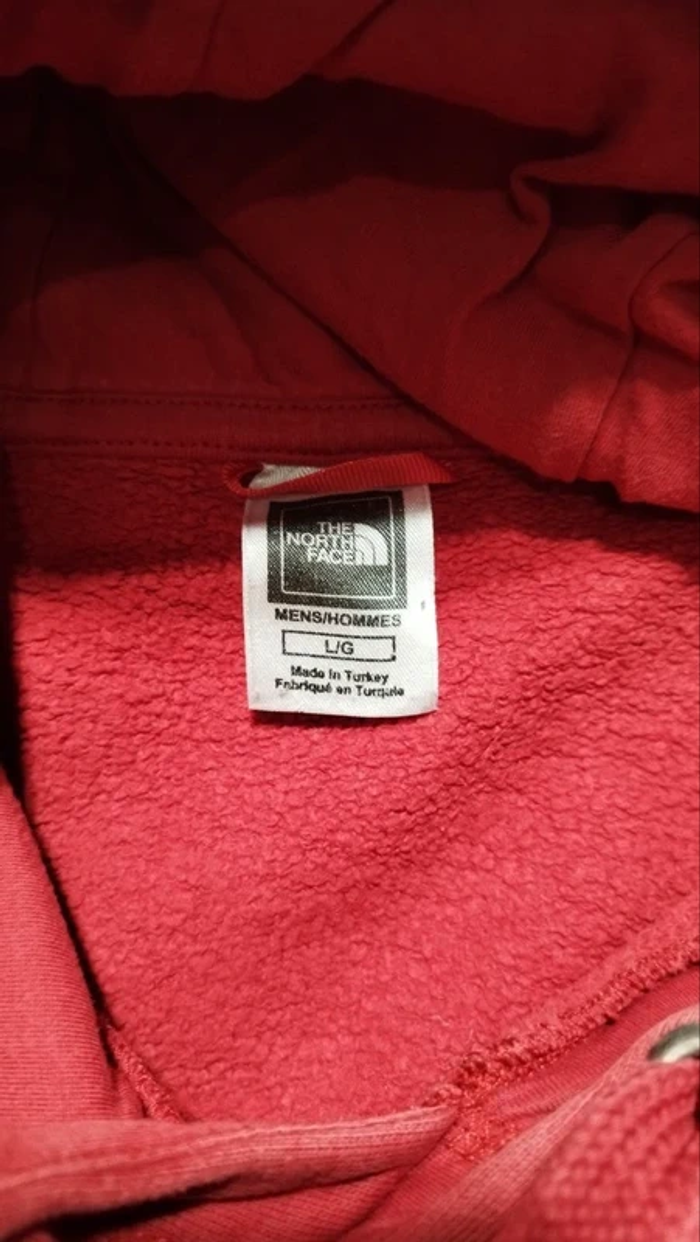 THE
NORTH
FACE
MENS/HOMMES
L/G
Made in Turkey
Fabriqué en Turquie